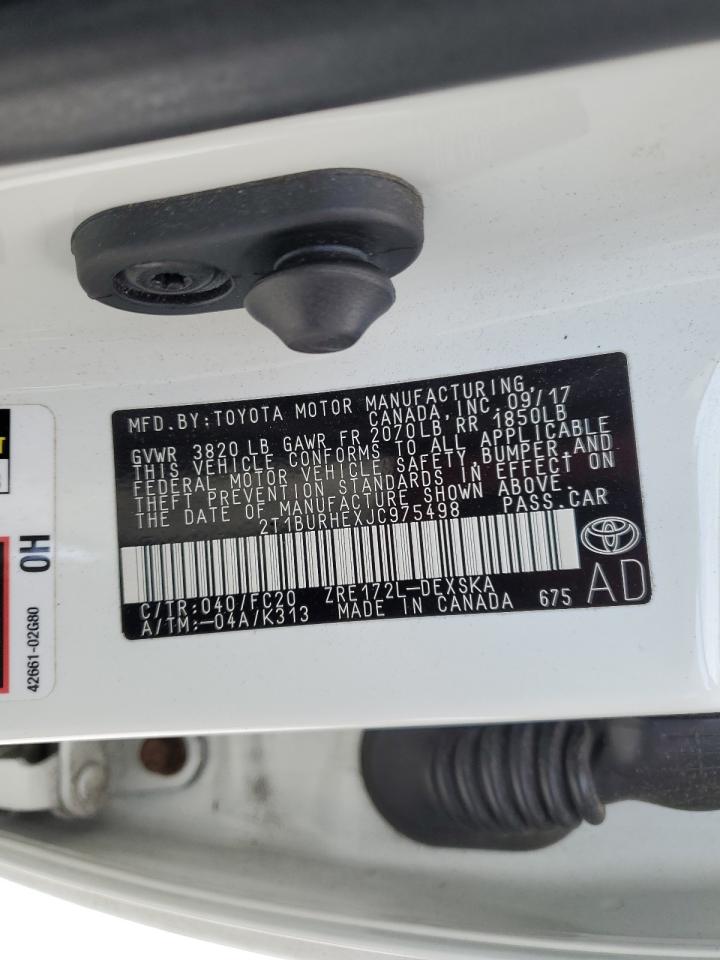 MFD.BY:TOYOTA MOTOR MANUFACTURING,
CANADA,INC. 09/17
GVWR 3820 LB GAWR FR 2070LB,RR 1850LB
THIS VEHICLE CONFORMS TO ALL APPLICABLE
FEDERAL MOTOR VEHICLE SAFETY,BUMPER,AND
THEFT PREVENTION STANDARDS IN EFFECT ON
THE DATE OF MANUFACTURE SHOWN ABOVE.
2T1BURHEXJC975498 PASS.CAR
C/TR:040/FC20 ZRE172L-DEXSKA
A/TM:-04A/K313 MADE IN CANADA 675
AD
OH
42661-02G80